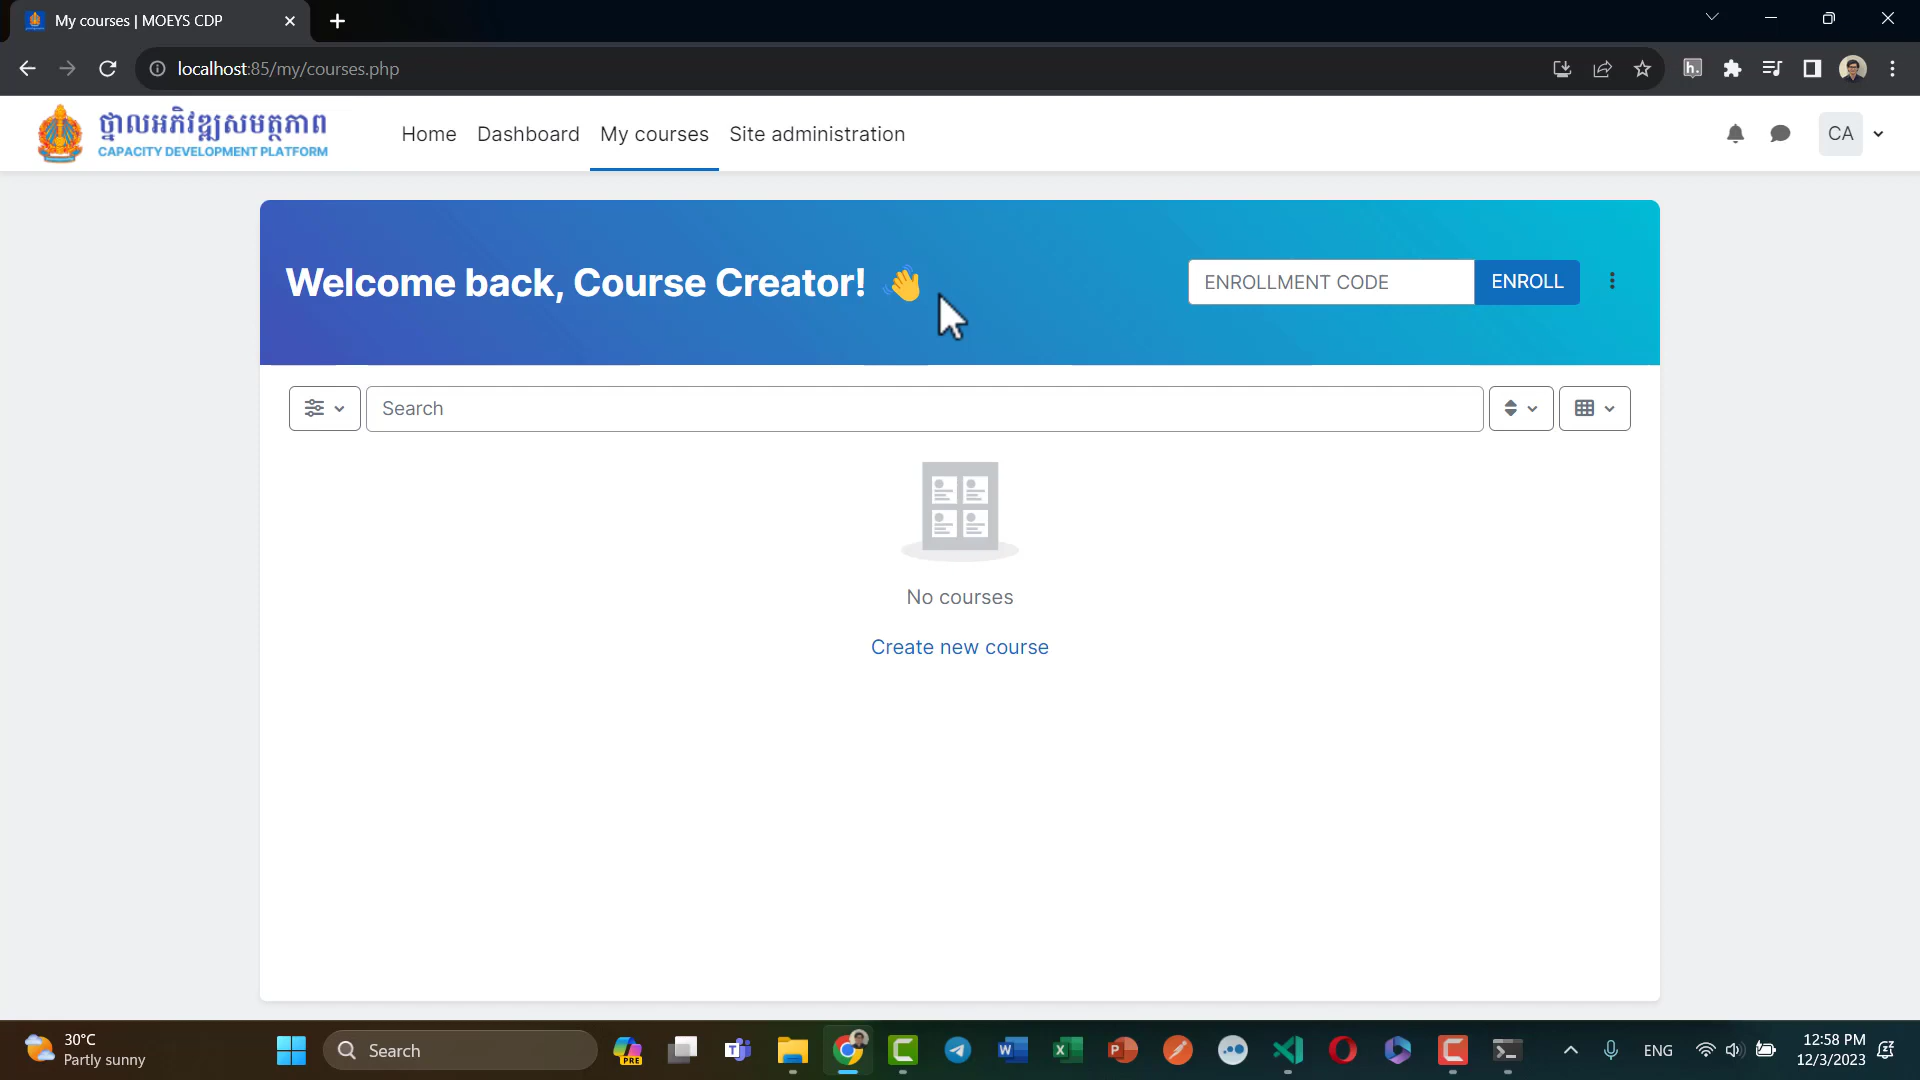 My courses | MOEYS CDP
localhost:85/my/courses.php
ថ្នាលអភិវឌ្ឍសមត្ថភាព
CAPACITY DEVELOPMENT PLATFORM
Home Dashboard My courses Site administration
CA
Welcome back, Course Creator! 👋
ENROLLMENT CODE
ENROLL
Search
No courses
Create new course
30°C
Partly sunny
Search
PRE
ENG
12:58 PM
12/3/2023